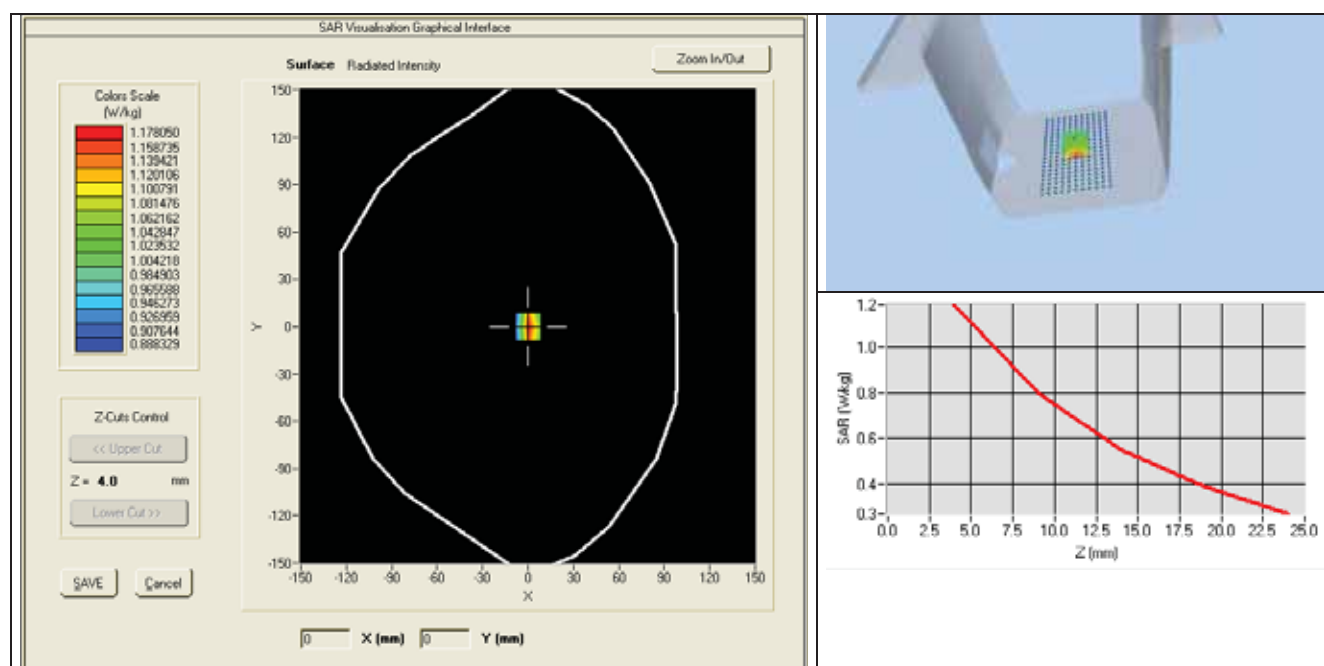 SAR Visualisation Graphical Interface
Surface Radiated Intensity
Zoom In/Out
Colors Scale
(W/kg)
1.178050
1.158735
1.139421
1.120106
1.100791
1.081476
1.062162
1.042847
1.023532
1.004218
0.984903
0.965588
0.946273
0.926959
0.907644
0.888329
Z-Cuts Control
<< Upper Cut
Z = 4.0 mm
Lower Cut >>
SAVE Cancel
150
120
90
60
30
Y 0
-30
-60
-90
-120
-150
-150 -120 -90 -60 -30 0 30 60 90 120 150
X
0 X (mm) 0 Y (mm)
1.2
1.0
0.8
0.6
0.4
0.3
SAR (W/kg)
0.0 2.5 5.0 7.5 10.0 12.5 15.0 17.5 20.0 22.5 25.0
Z (mm)